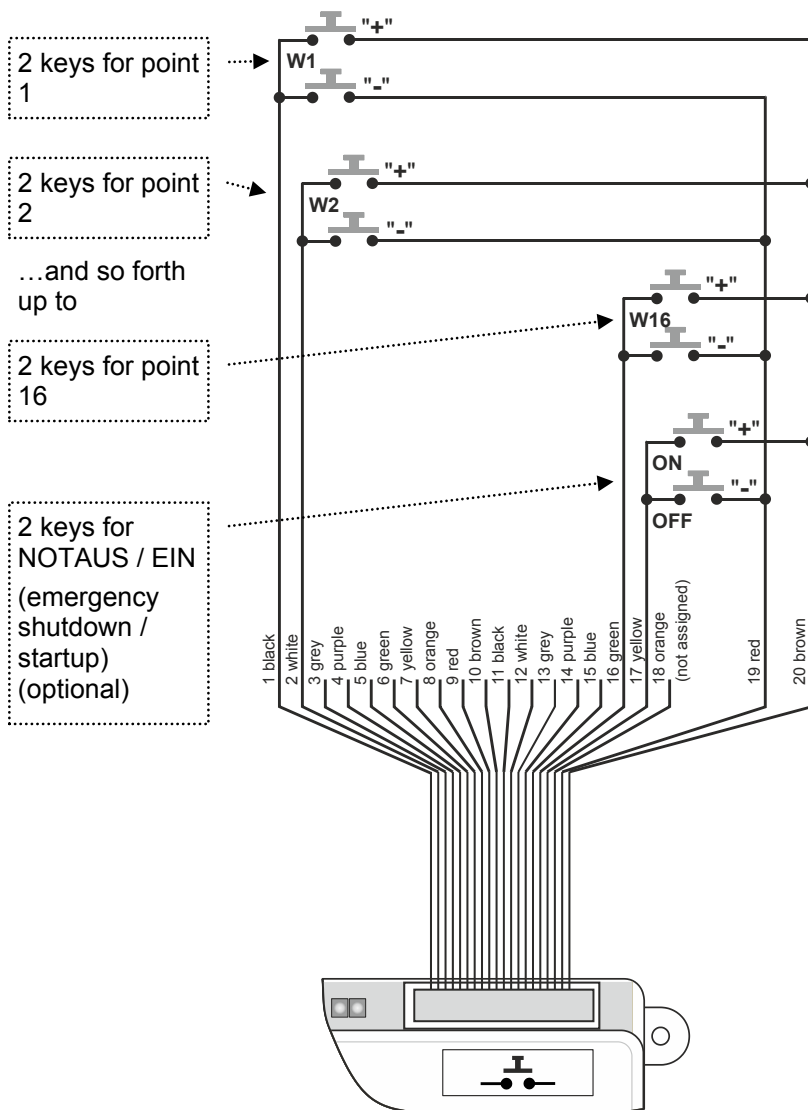 2 keys for point
1
"+"
W1
"-"
2 keys for point
2
"+"
W2
"-"
…and so forth
up to
2 keys for point
16
"+"
W16
"-"
2 keys for
NOTAUS / EIN
(emergency
shutdown /
startup)
(optional)
"+"
ON
"-"
OFF
1 black
2 white
3 grey
4 purple
5 blue
6 green
7 yellow
8 orange
9 red
10 brown
11 black
12 white
13 grey
14 purple
15 blue
16 green
17 yellow
18 orange
(not assigned)
19 red
20 brown